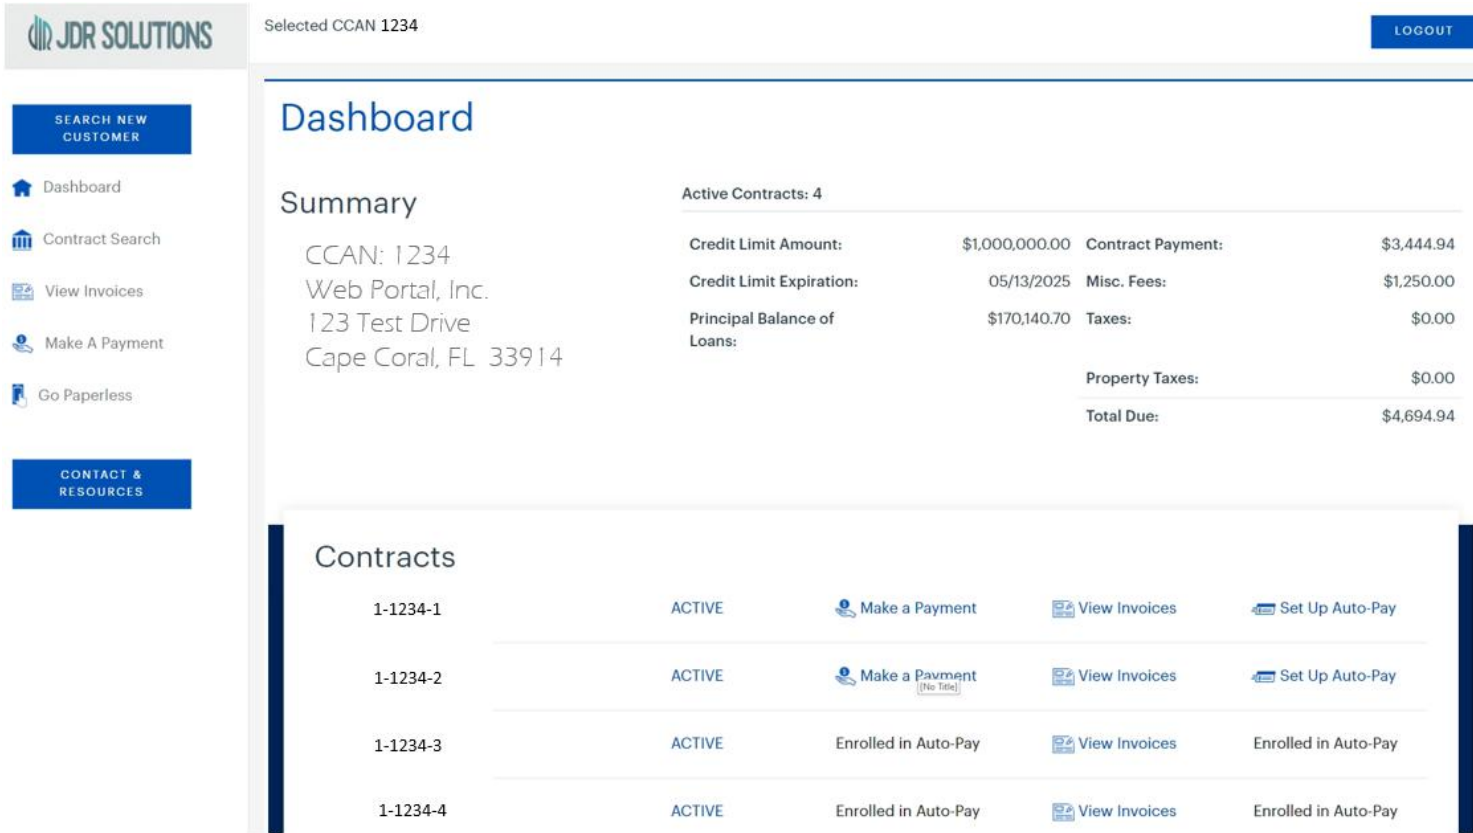 JDR SOLUTIONS
Selected CCAN 1234
LOGOUT
SEARCH NEW
CUSTOMER
Dashboard
Contract Search
View Invoices
Make A Payment
Go Paperless
CONTACT &
RESOURCES
Dashboard
Summary
CCAN: 1234
Web Portal, Inc.
123 Test Drive
Cape Coral, FL 33914
Active Contracts: 4
Credit Limit Amount: $1,000,000.00 Contract Payment: $3,444.94
Credit Limit Expiration: 05/13/2025 Misc. Fees: $1,250.00
Principal Balance of $170,140.70 Taxes: $0.00
Loans:
Property Taxes: $0.00
Total Due: $4,694.94
Contracts
1-1234-1 ACTIVE Make a Payment View Invoices Set Up Auto-Pay
1-1234-2 ACTIVE Make a Payment View Invoices Set Up Auto-Pay
[No Title]
1-1234-3 ACTIVE Enrolled in Auto-Pay View Invoices Enrolled in Auto-Pay
1-1234-4 ACTIVE Enrolled in Auto-Pay View Invoices Enrolled in Auto-Pay